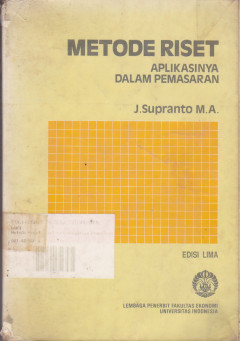 METODE RISET
APLIKASINYA
DALAM PEMASARAN
J.Supranto M.A.
EDISI LIMA
LEMBAGA PENERBIT FAKULTAS EKONOMI
UNIVERSITAS INDONESIA